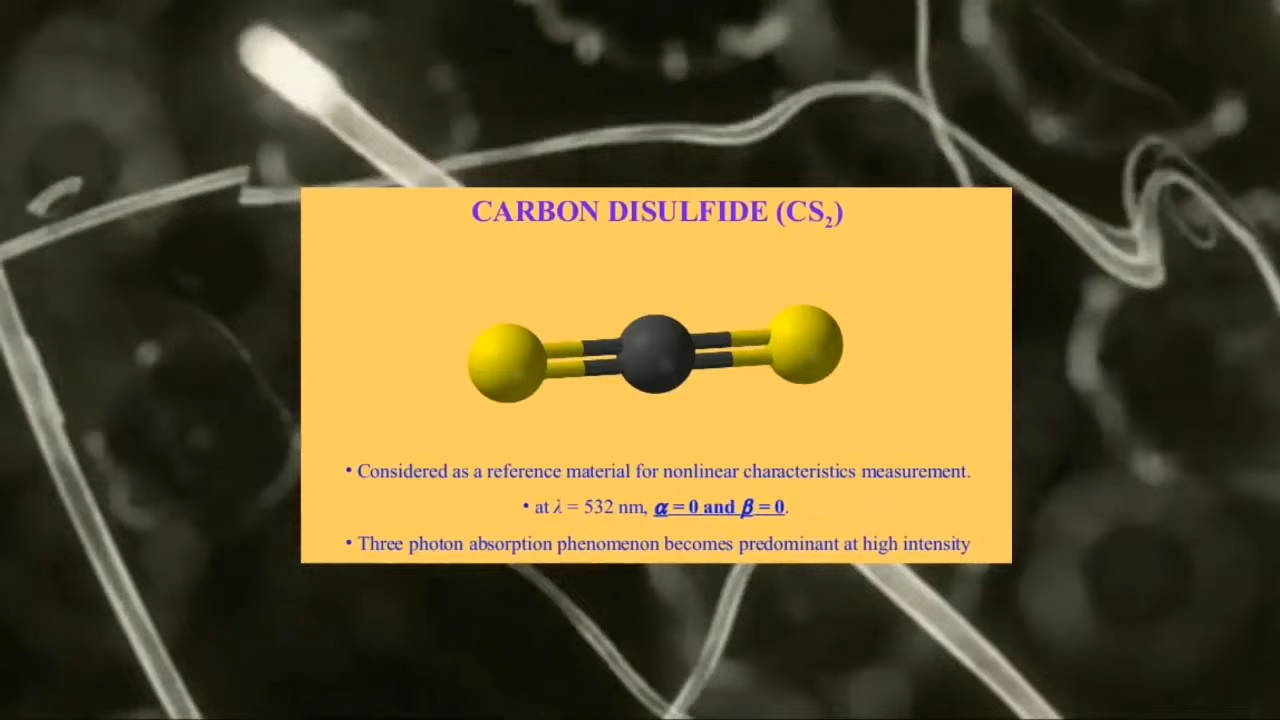 CARBON DISULFIDE (CS₂)
• Considered as a reference material for nonlinear characteristics measurement.
• at λ = 532 nm, α = 0 and β = 0.
• Three photon absorption phenomenon becomes predominant at high intensity